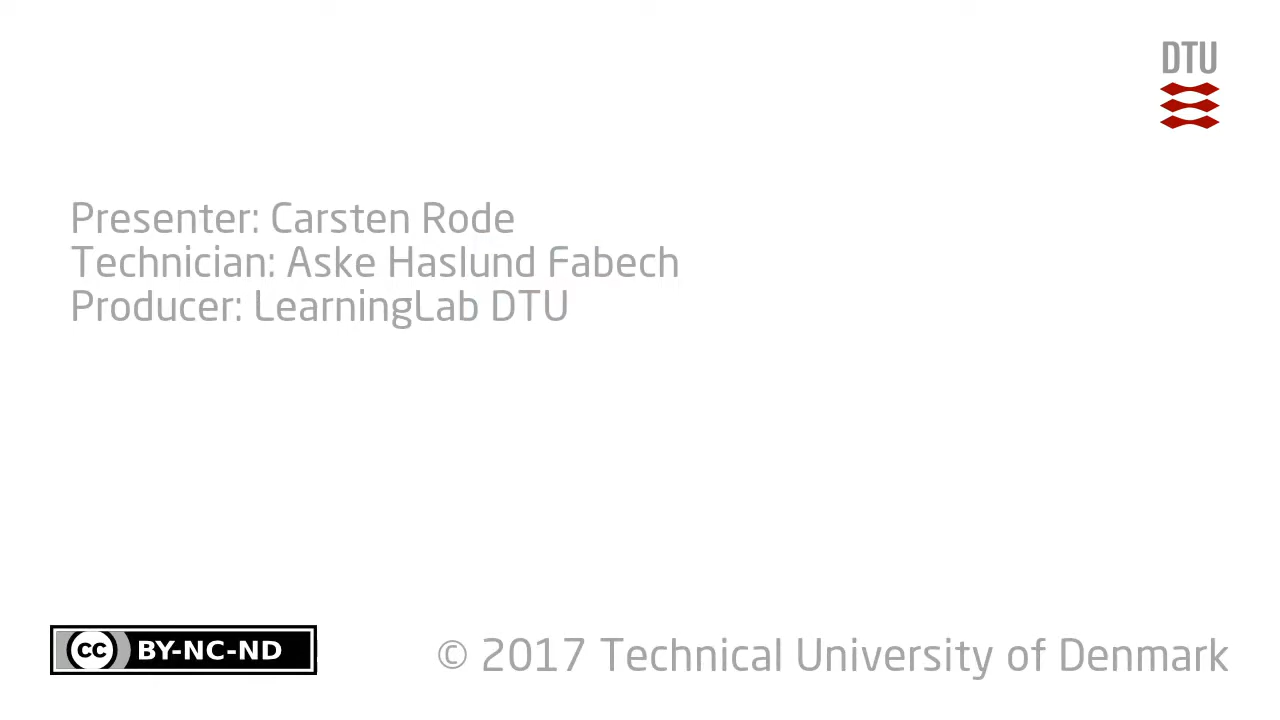 DTU
Presenter: Carsten Rode
Technician: Aske Haslund Fabech
Producer: LearningLab DTU
cc BY-NC-ND
© 2017 Technical University of Denmark